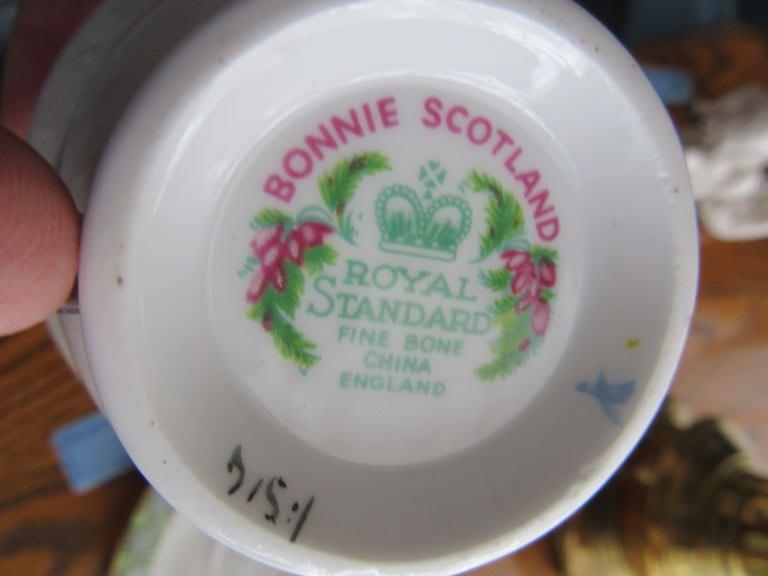 BONNIE SCOTLAND
ROYAL
STANDARD
FINE BONE
CHINA
ENGLAND